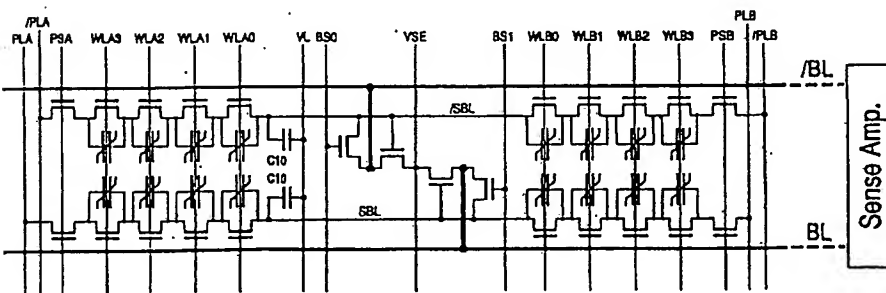 /PLA
PLA PSA WLA3 WLA2 WLA1 WLA0 VL BS0 VSE BS1 WLB0 WLB1 WLB2 WLB3 PSB /PLB
PLB
/BL
/SBL
C10
C10
SBL
BL
Sense Amp.